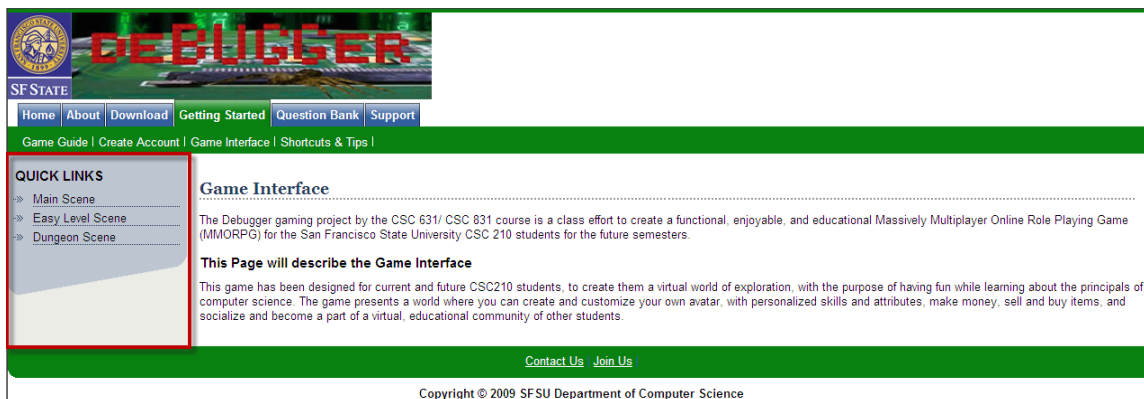 DEBUGGER
SAN FRANCISCO STATE UNIVERSITY
1899
SF STATE
Home About Download Getting Started Question Bank Support
Game Guide | Create Account | Game Interface | Shortcuts & Tips |
QUICK LINKS
Main Scene
Easy Level Scene
Dungeon Scene
Game Interface
The Debugger gaming project by the CSC 631/ CSC 831 course is a class effort to create a functional, enjoyable, and educational Massively Multiplayer Online Role Playing Game
(MMORPG) for the San Francisco State University CSC 210 students for the future semesters.
This Page will describe the Game Interface
This game has been designed for current and future CSC210 students, to create them a virtual world of exploration, with the purpose of having fun while learning about the principals of
computer science. The game presents a world where you can create and customize your own avatar, with personalized skills and attributes, make money, sell and buy items, and
socialize and become a part of a virtual, educational community of other students.
Contact Us | Join Us |
Copyright © 2009 SFSU Department of Computer Science